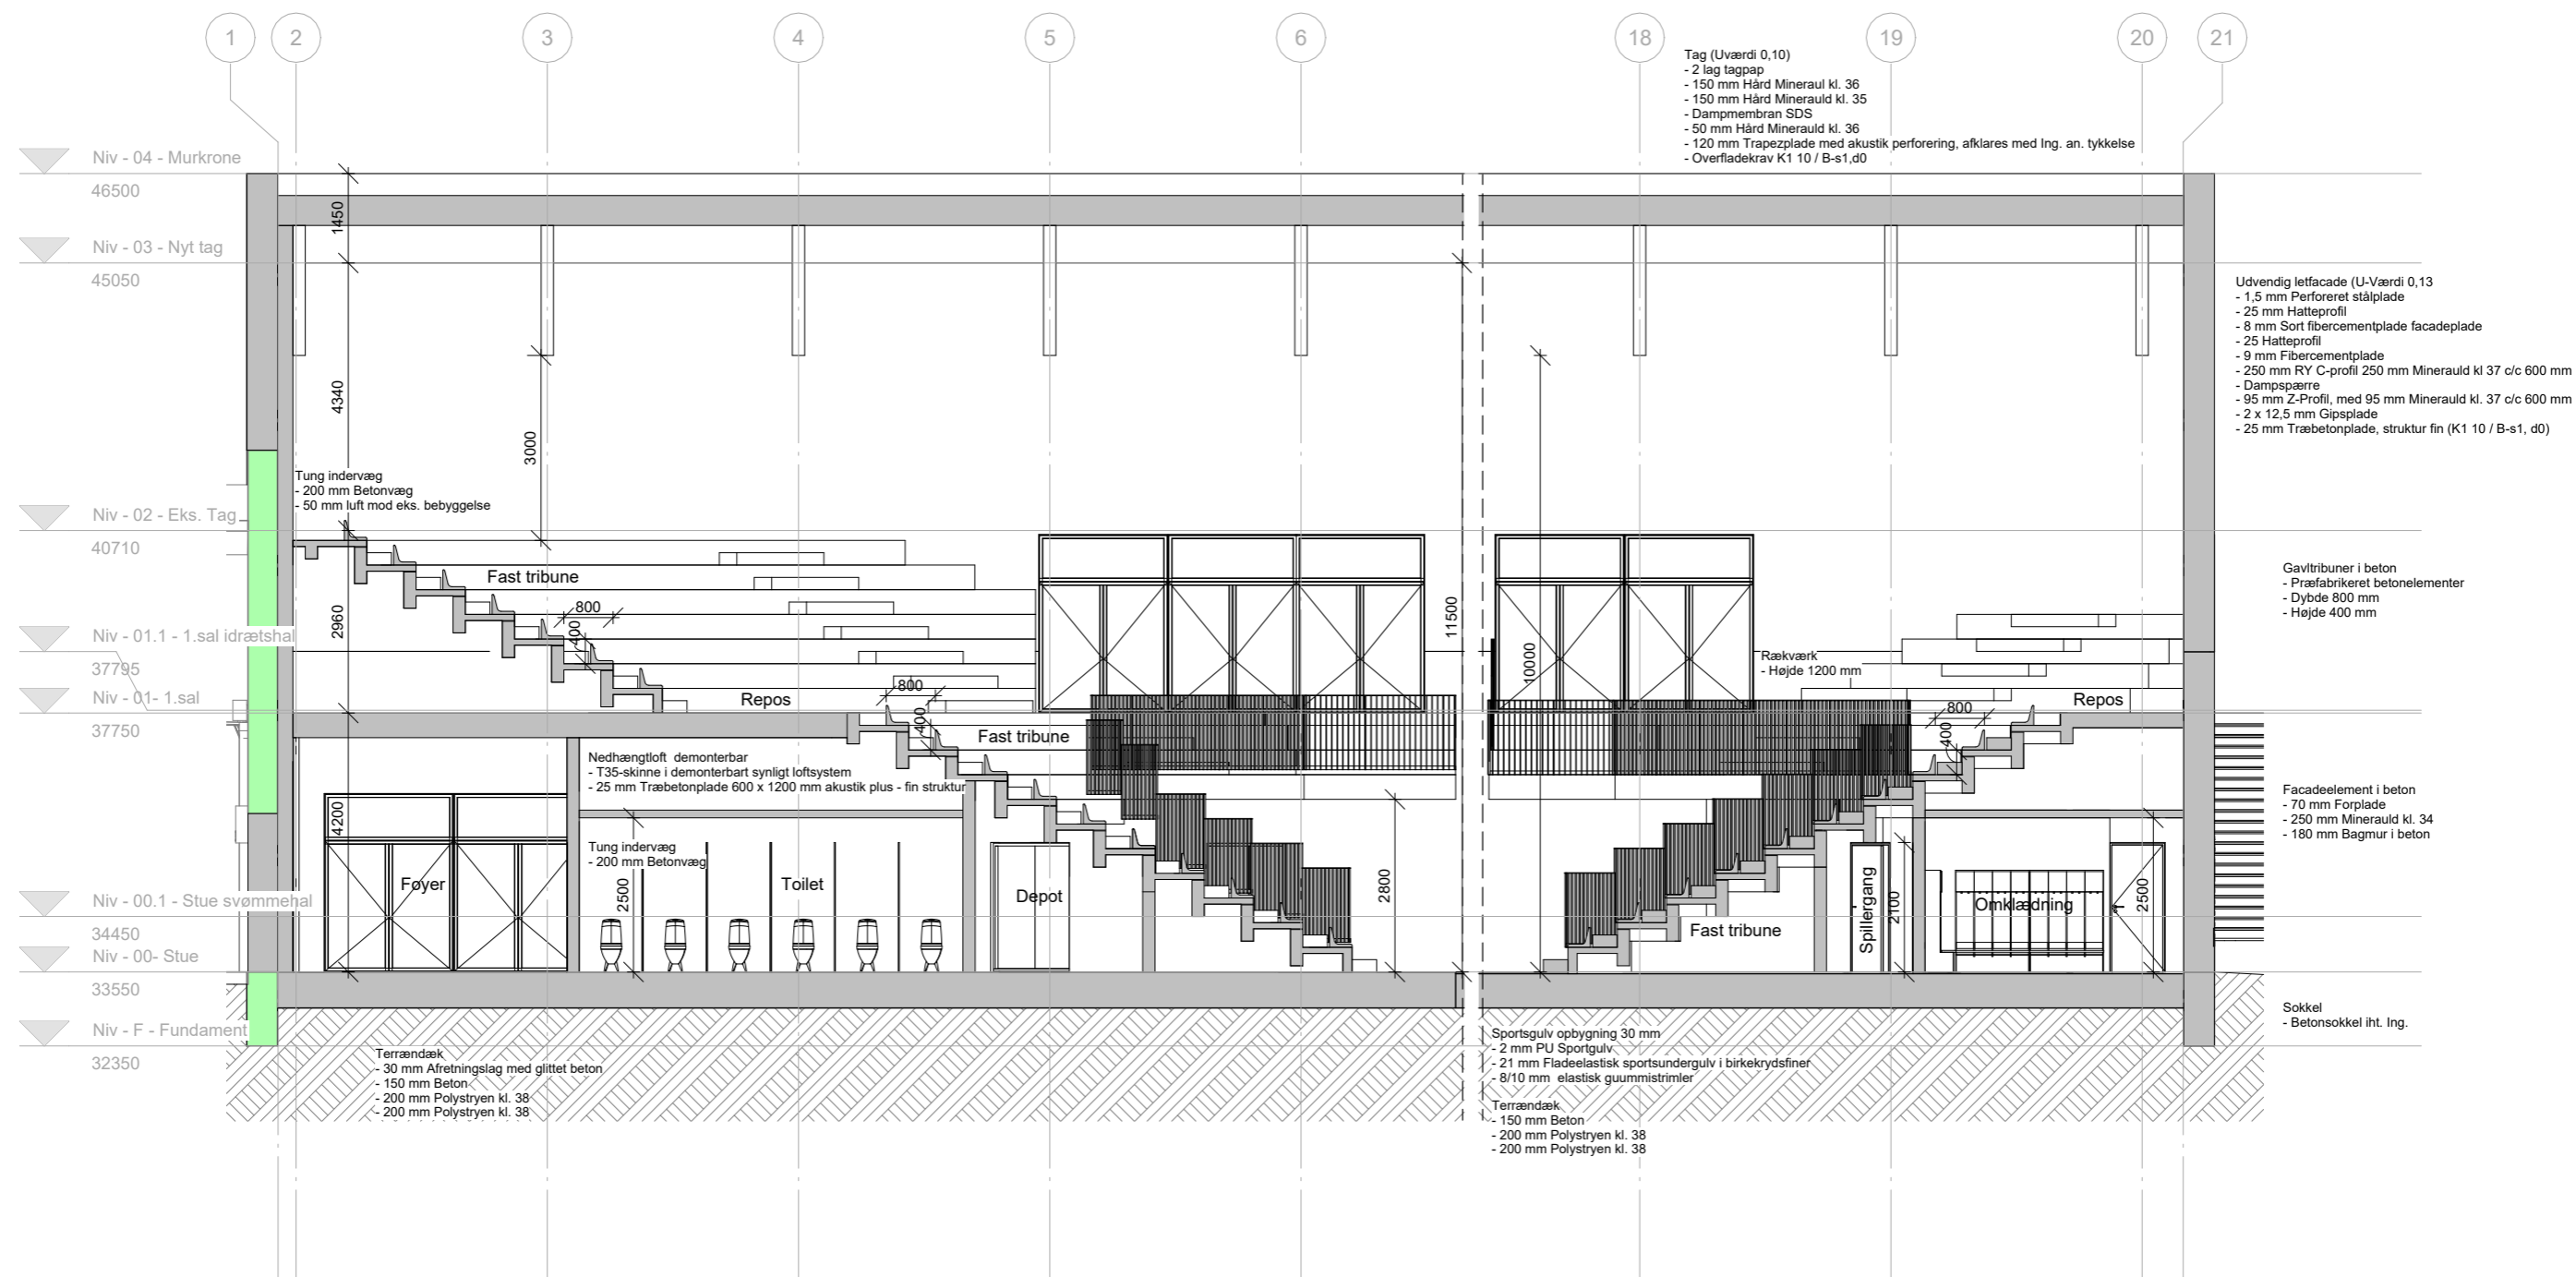 1
2
3
4
5
6
18
19
20
21
Tag (Uværdi 0,10)
- 2 lag tagpap
- 150 mm Hård Mineraul kl. 36
- 150 mm Hård Minerauld kl. 35
- Dampmembran SDS
- 50 mm Hård Minerauld kl. 36
- 120 mm Trapezplade med akustik perforering, afklares med Ing. an. tykkelse
- Overfladekrav K1 10 / B-s1,d0
Niv - 04 - Murkrone
46500
1450
Niv - 03 - Nyt tag
45050
Udvendig letfacade (U-Værdi 0,13
- 1,5 mm Perforeret stålplade
- 25 mm Hatteprofil
- 8 mm Sort fibercementplade facadeplade
- 25 Hatteprofil
- 9 mm Fibercementplade
- 250 mm RY C-profil 250 mm Minerauld kl 37 c/c 600 mm
- Dampspærre
- 95 mm Z-Profil, med 95 mm Minerauld kl. 37 c/c 600 mm
- 2 x 12,5 mm Gipsplade
- 25 mm Træbetonplade, struktur fin (K1 10 / B-s1, d0)
4340
3000
Tung indervæg
- 200 mm Betonvæg
- 50 mm luft mod eks. bebyggelse
Niv - 02 - Eks. Tag
40710
Fast tribune
Gavltribuner i beton
- Præfabrikeret betonelementer
- Dybde 800 mm
- Højde 400 mm
800
400
2960
11500
10000
Niv - 01.1 - 1.sal idrætshal
37795
Rækværk
- Højde 1200 mm
Niv - 01- 1.sal
37750
Repos
800
400
Fast tribune
Repos
800
400
Nedhængtloft demonterbar
- T35-skinne i demonterbart synligt loftsystem
- 25 mm Træbetonplade 600 x 1200 mm akustik plus - fin struktur
Facadeelement i beton
- 70 mm Forplade
- 250 mm Minerauld kl. 34
- 180 mm Bagmur i beton
4200
Tung indervæg
- 200 mm Betonvæg
Foyer
2500
Toilet
Depot
2800
Fast tribune
Spillergang
2100
Omklædning
2500
Niv - 00.1 - Stue svømmehal
34450
Niv - 00- Stue
33550
Niv - F - Fundament
32350
Sokkel
- Betonsokkel iht. Ing.
Terrændæk
- 30 mm Afretningslag med glittet beton
- 150 mm Beton
- 200 mm Polystryen kl. 38
- 200 mm Polystryen kl. 38
Sportsgulv opbygning 30 mm
- 2 mm PU Sportgulv
- 21 mm Fladeelastisk sportsundergulv i birkekrydsfiner
- 8/10 mm elastisk guummistrimler
Terrændæk
- 150 mm Beton
- 200 mm Polystryen kl. 38
- 200 mm Polystryen kl. 38